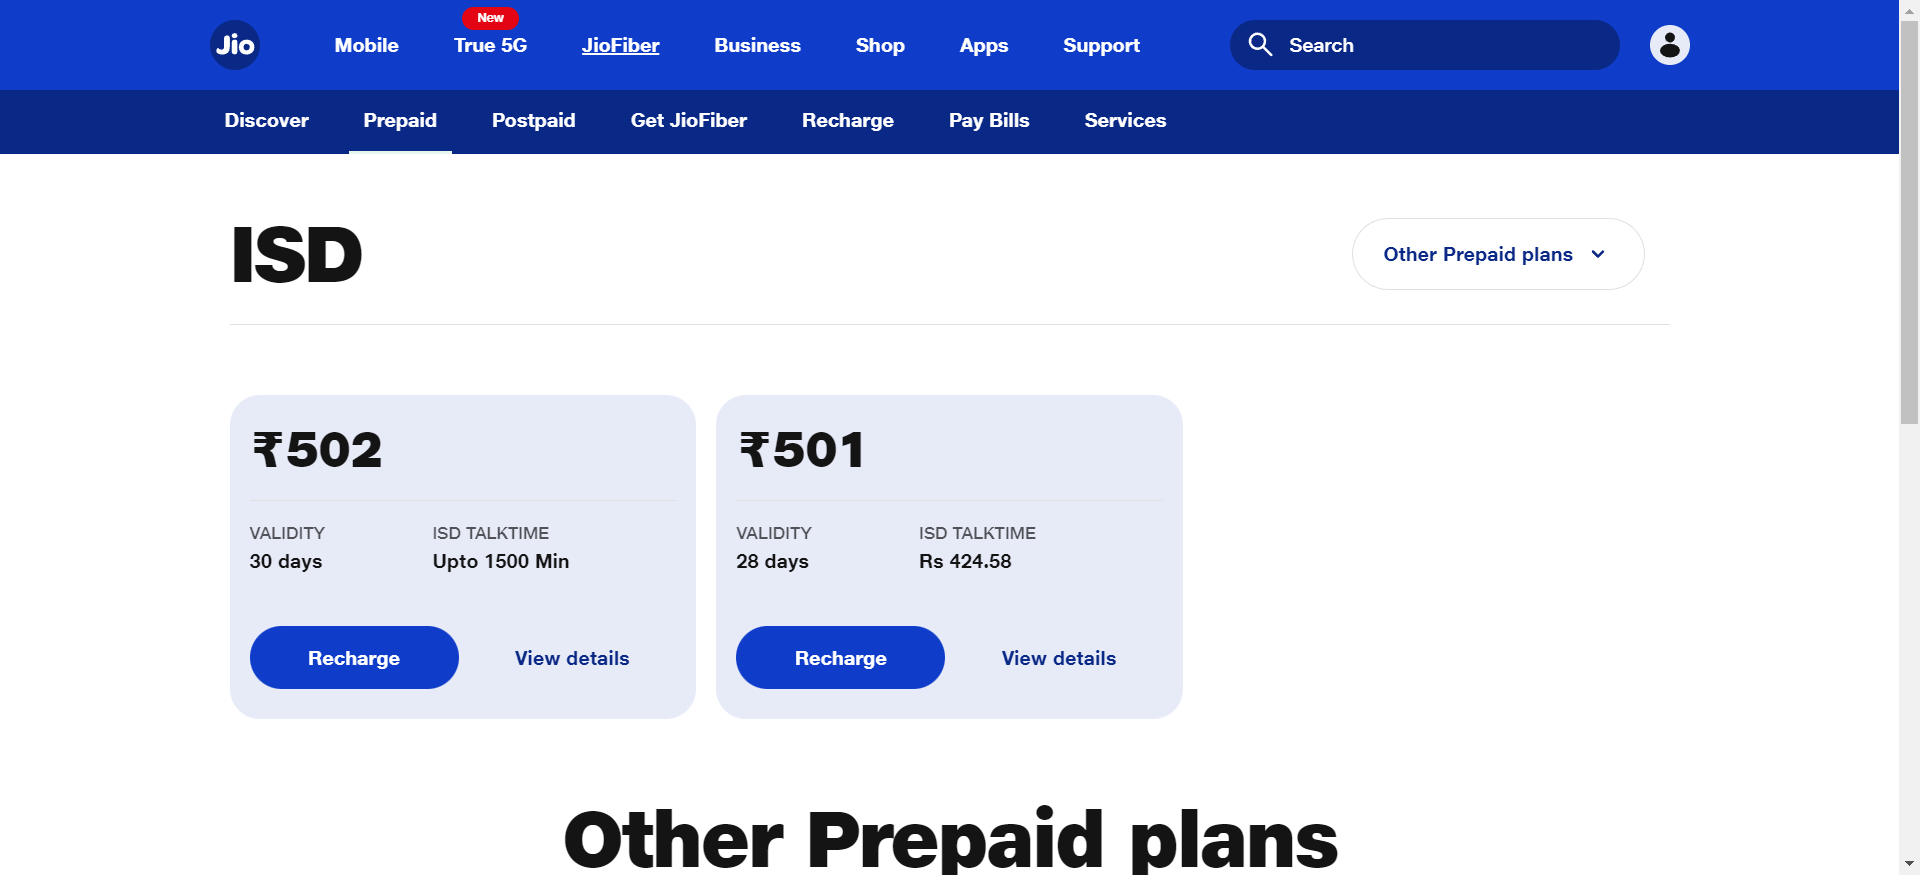 Jio
Mobile
New
True 5G
JioFiber
Business
Shop
Apps
Support
Search
Discover
Prepaid
Postpaid
Get JioFiber
Recharge
Pay Bills
Services
ISD
Other Prepaid plans
₹502
VALIDITY
30 days
ISD TALKTIME
Upto 1500 Min
Recharge
View details
₹501
VALIDITY
28 days
ISD TALKTIME
Rs 424.58
Recharge
View details
Other Prepaid plans